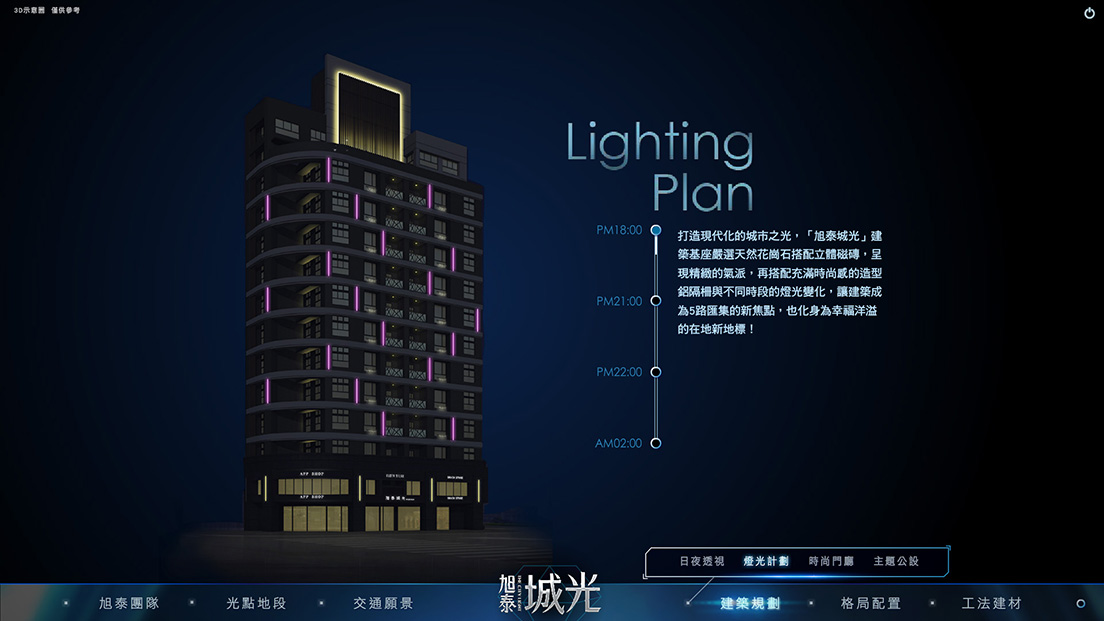 3D示意圖 僅供參考
Lighting
Plan
PM18:00
PM21:00
PM22:00
AM02:00
打造現代化的城市之光，「旭泰城光」建
築基座嚴選天然花崗石搭配立體磁磚，呈
現精緻的氣派，再搭配充滿時尚感的造型
鋁隔柵與不同時段的燈光變化，讓建築成
為5路匯集的新焦點，也化身為幸福洋溢
的在地新地標！
日夜透視 燈光計劃 時尚門廳 主題公設
旭泰團隊 光點地段 交通願景 旭泰 城光 建築規劃 格局配置 工法建材